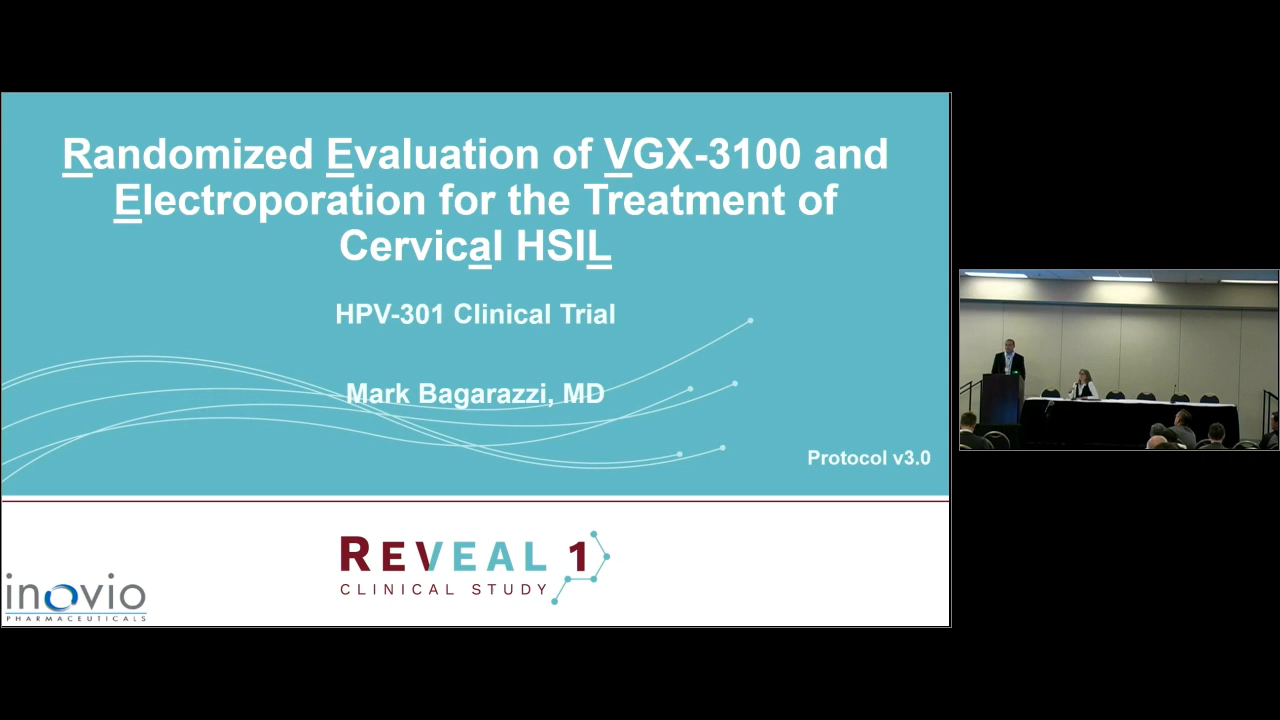 Randomized Evaluation of VGX-3100 and
Electroporation for the Treatment of
Cervical HSIL
HPV-301 Clinical Trial
Mark Bagarazzi, MD
Protocol v3.0
REVEAL 1
CLINICAL STUDY
inovio
PHARMACEUTICALS